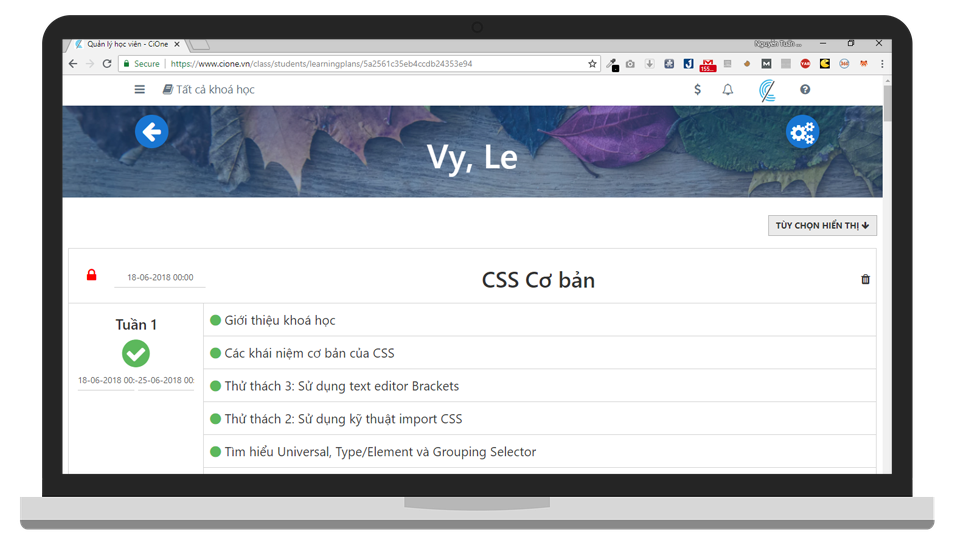 Quản lý học viên - CiOne
Secure | https://www.cione.vn/class/students/learningplans/5a2561c35eb4ccdb24353e94
Tất cả khoá học
Vy, Le
TÙY CHỌN HIỂN THỊ
18-06-2018 00:00
CSS Cơ bản
Tuần 1
18-06-2018 00:-25-06-2018 00
Giới thiệu khoá học
Các khái niệm cơ bản của CSS
Thử thách 3: Sử dụng text editor Brackets
Thử thách 2: Sử dụng kỹ thuật import CSS
Tìm hiểu Universal, Type/Element và Grouping Selector